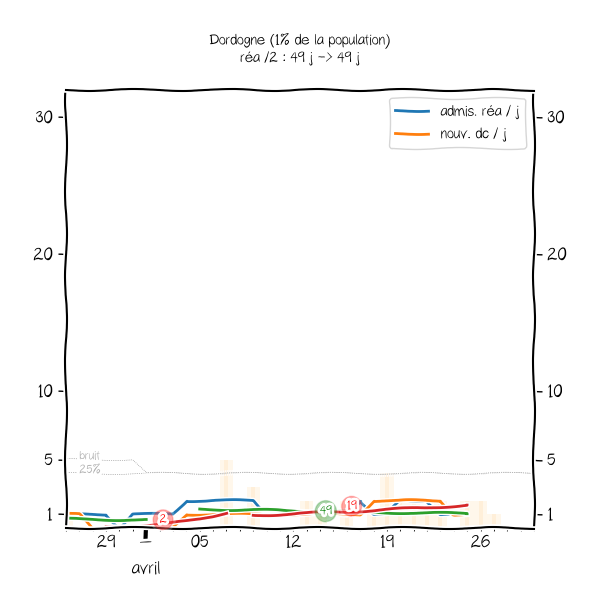 Dordogne (1% de la population)
réa /2 : 49 j -> 49 j
admis. réa / j
nouv. dc / j
30 30
20 20
10 10
bruit
5 5
25%
1 1
2 49 19
29 1 05 12 19 26
avril